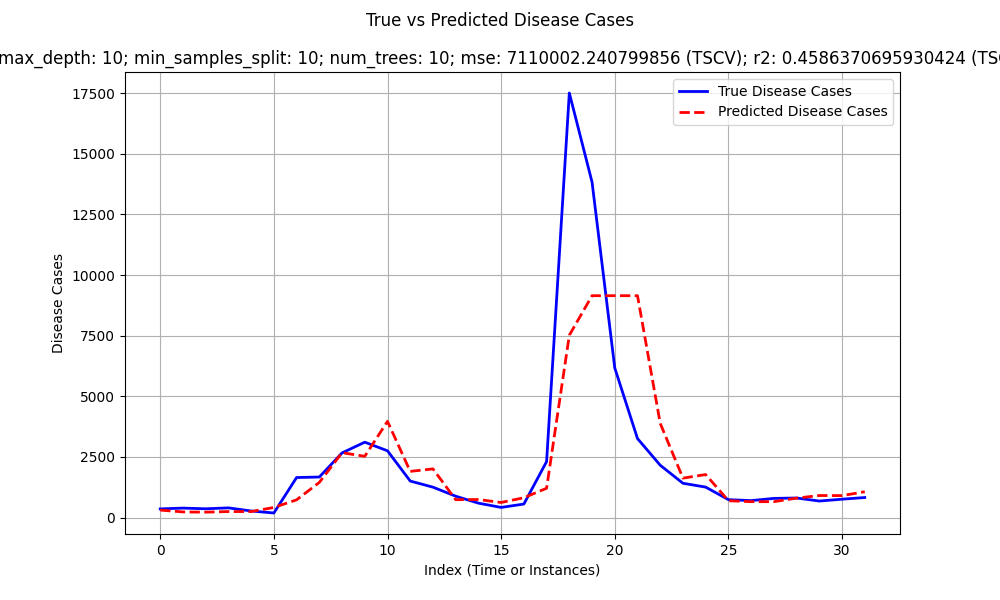 True vs Predicted Disease Cases
max_depth: 10; min_samples_split: 10; num_trees: 10; mse: 7110002.240799856 (TSCV); r2: 0.4586370695930424
True Disease Cases
Predicted Disease Cases
17500
15000
12500
10000
7500
5000
2500
0
Disease Cases
0 5 10 15 20 25 30
Index (Time or Instances)